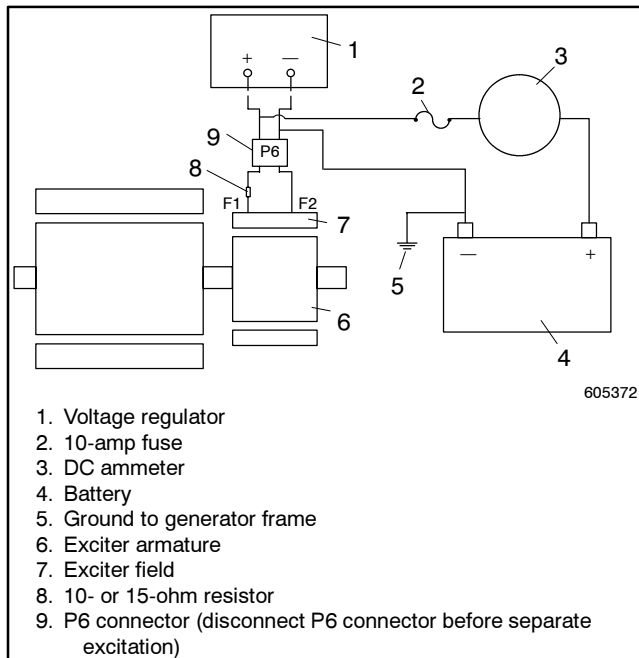 + —
1
2
3
9
P6
8
F1
F2
7
— +
5
6
4
605372
1. Voltage regulator
2. 10-amp fuse
3. DC ammeter
4. Battery
5. Ground to generator frame
6. Exciter armature
7. Exciter field
8. 10- or 15-ohm resistor
9. P6 connector (disconnect P6 connector before separate
excitation)